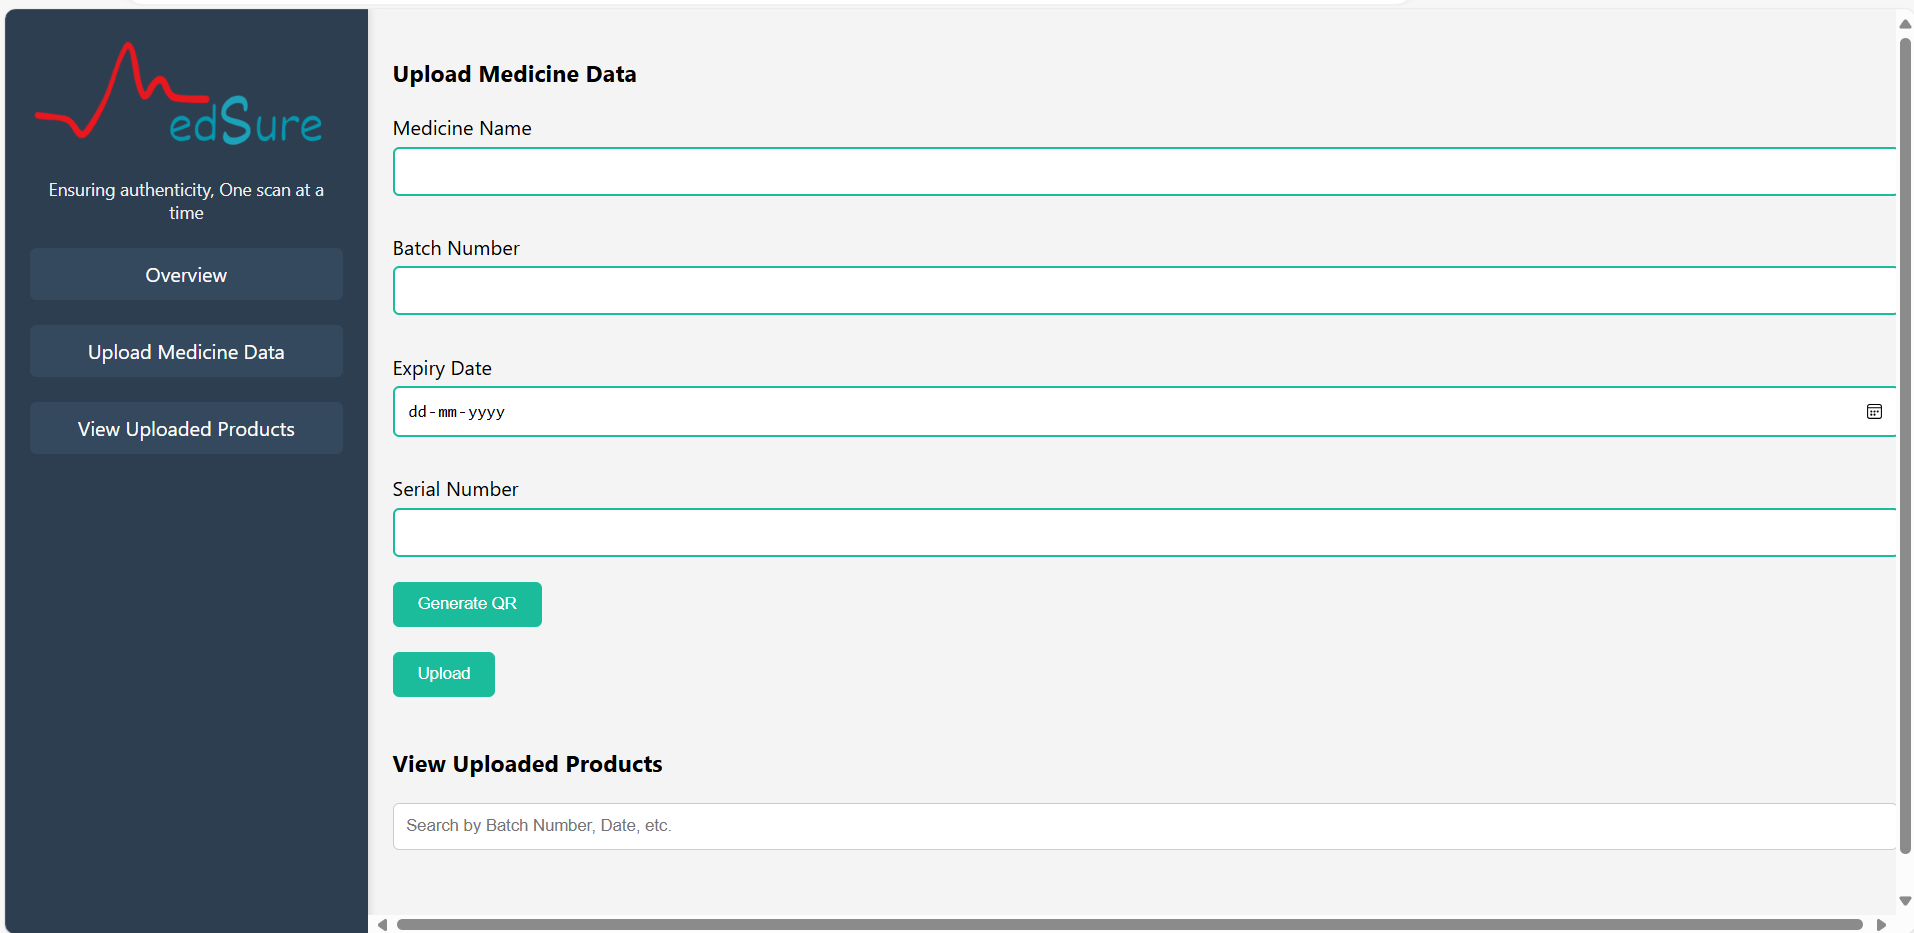 edSure
Ensuring authenticity, One scan at a
time
Overview
Upload Medicine Data
View Uploaded Products
Upload Medicine Data
Medicine Name
Batch Number
Expiry Date
dd-mm-yyyy
Serial Number
Generate QR
Upload
View Uploaded Products
Search by Batch Number, Date, etc.